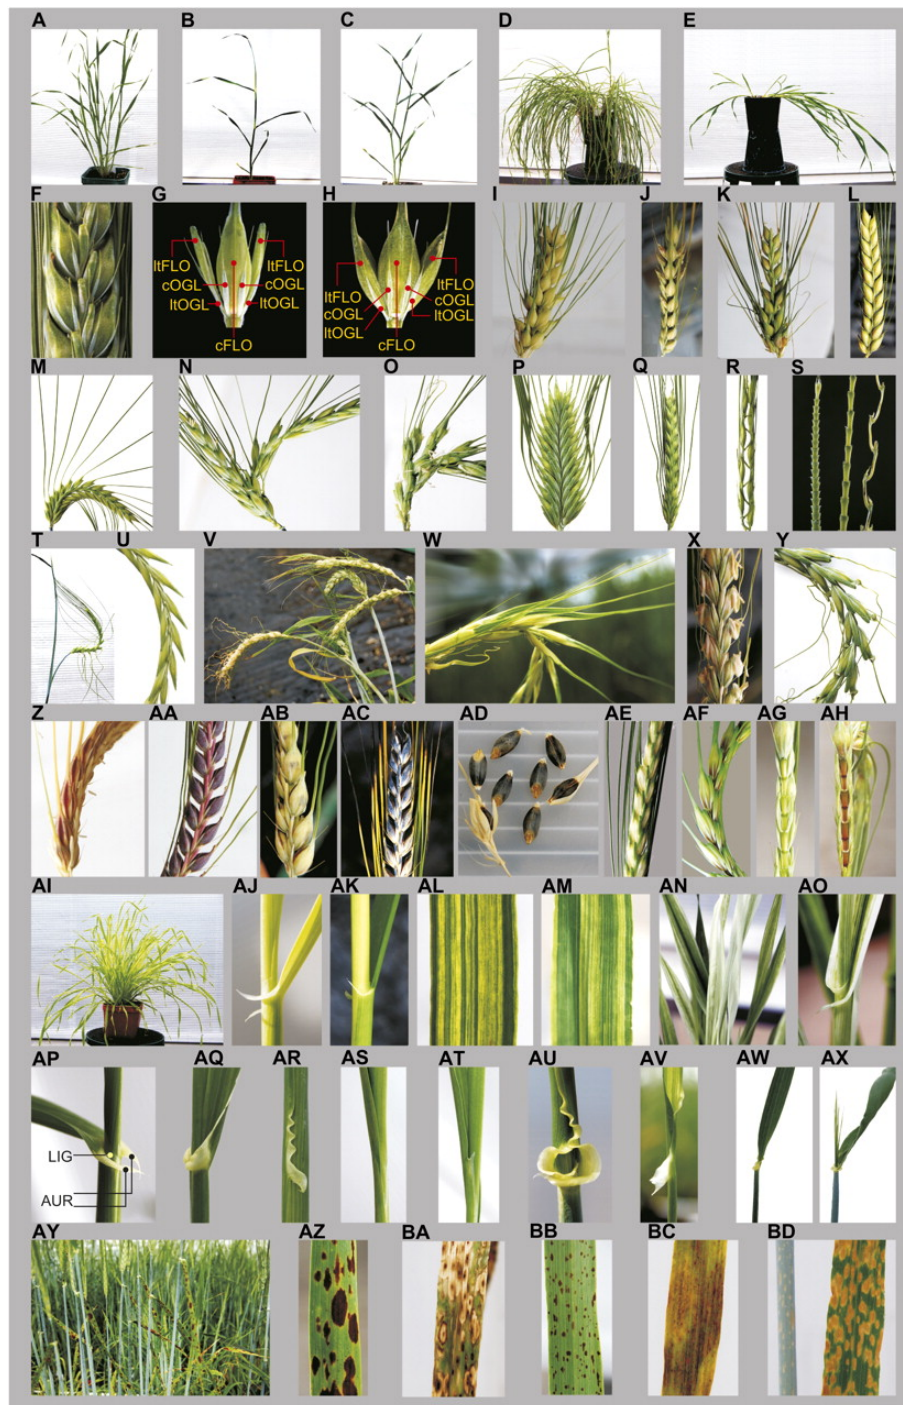 A B C D E
F G H I J K L
ltFLO ltFLO
cOGL cOGL
ltOGL ltOGL
cFLO
ltFLO ltFLO
cOGL cOGL
ltOGL ltOGL
cFLO
M N O P Q R S
T U V W X Y
Z AA AB AC AD AE AF AG AH
AI AJ AK AL AM AN AO
AP AQ AR AS AT AU AV AW AX
LIG
AUR
AY AZ BA BB BC BD